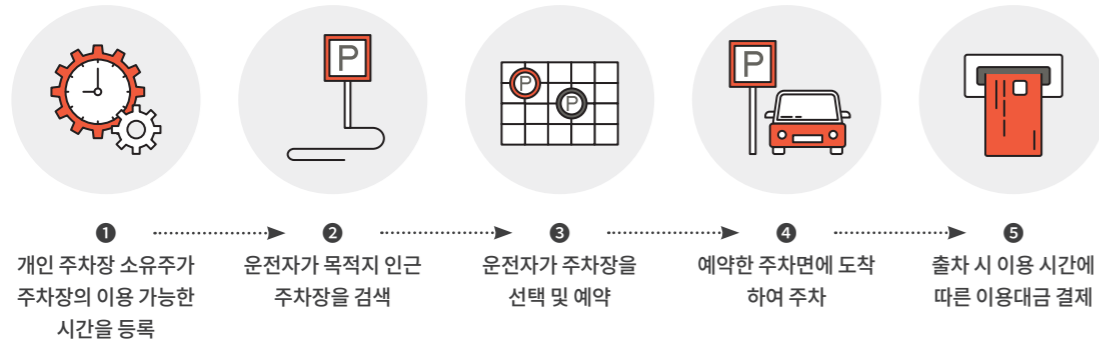 P
P
P
P
❶
개인 주차장 소유주가
주차장의 이용 가능한
시간을 등록
❷
운전자가 목적지 인근
주차장을 검색
❸
운전자가 주차장을
선택 및 예약
❹
예약한 주차면에 도착
하여 주차
❺
출차 시 이용 시간에
따른 이용대금 결제